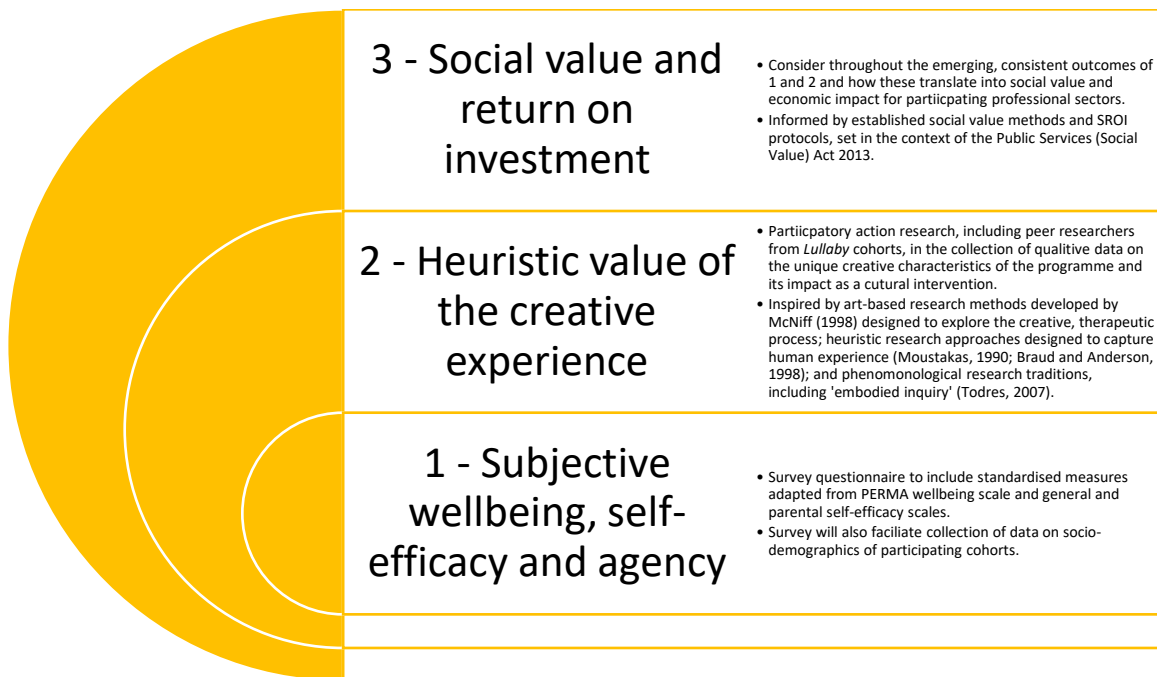 3 - Social value and
return on
investment
• Consider throughout the emerging, consistent outcomes of
1 and 2 and how these translate into social value and
economic impact for partiicpating professional sectors.
• Informed by established social value methods and SROI
protocols, set in the context of the Public Services (Social
Value) Act 2013.
2 - Heuristic value of
the creative
experience
• Partiicpatory action research, including peer researchers
from Lullaby cohorts, in the collection of qualitive data on
the unique creative characteristics of the programme and
its impact as a cutural intervention.
• Inspired by art-based research methods developed by
McNiff (1998) designed to explore the creative, therapeutic
process; heuristic research approaches designed to capture
human experience (Moustakas, 1990; Braud and Anderson,
1998); and phenomonological research traditions,
including 'embodied inquiry' (Todres, 2007).
1 - Subjective
wellbeing, self-
efficacy and agency
• Survey questionnaire to include standardised measures
adapted from PERMA wellbeing scale and general and
parental self-efficacy scales.
• Survey will also faciliate collection of data on socio-
demographics of participating cohorts.